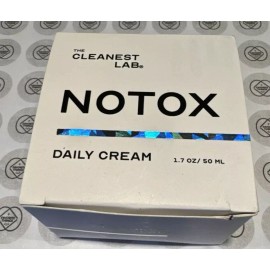 THE
CLEANEST
LAB®
NOTOX
DAILY CREAM 1.7 OZ/ 50 ML